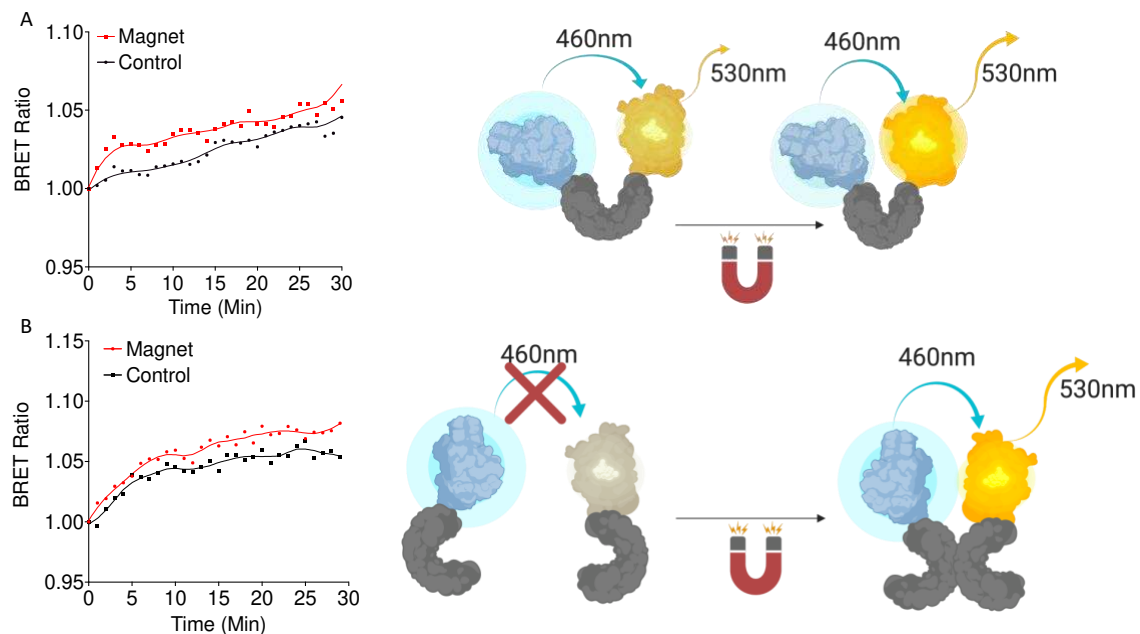 A
1.10
1.05
1.00
0.95
BRET Ratio
Magnet
Control
0 5 10 15 20 25 30
Time (Min)
460nm
530nm
460nm
530nm
B
1.15
1.10
1.05
1.00
0.95
BRET Ratio
Magnet
Control
0 5 10 15 20 25 30
Time (Min)
460nm
460nm
530nm